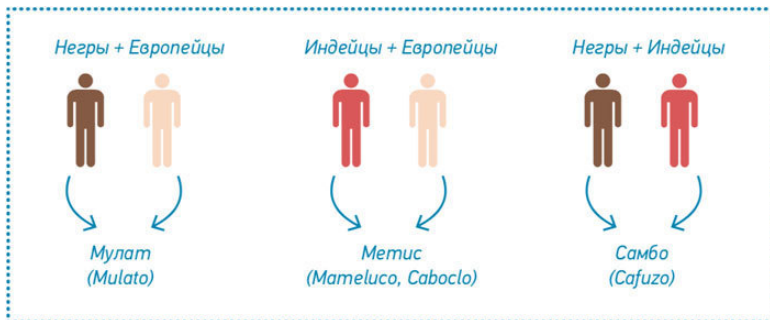 Негры + Европейцы
Индейцы + Европейцы
Негры + Индейцы
Мулат
(Mulato)
Метис
(Mameluco, Caboclo)
Самбо
(Cafuzo)